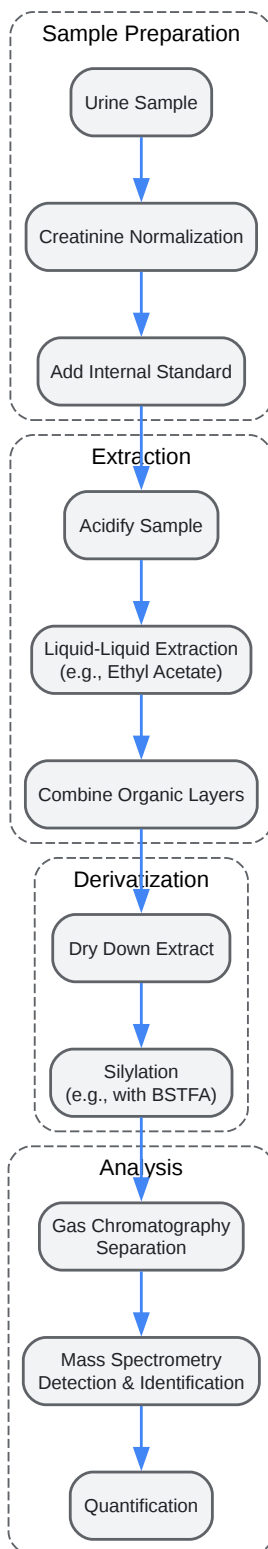 Sample Preparation
Urine Sample
Creatinine Normalization
Add Internal Standard
Extraction
Acidify Sample
Liquid-Liquid Extraction
(e.g., Ethyl Acetate)
Combine Organic Layers
Derivatization
Dry Down Extract
Silylation
(e.g., with BSTFA)
Analysis
Gas Chromatography
Separation
Mass Spectrometry
Detection & Identification
Quantification